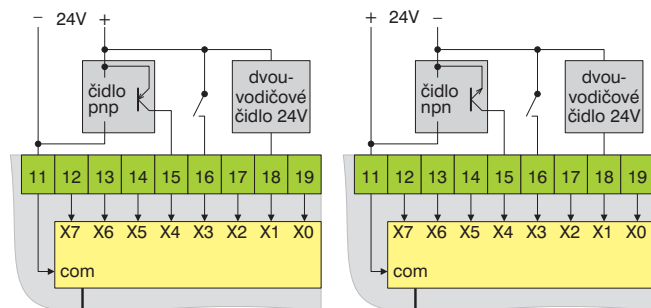 − 24V +
čidlo
pnp
dvou-
vodičové
čidlo 24V
11 12 13 14 15 16 17 18 19
X7 X6 X5 X4 X3 X2 X1 X0
com
+ 24V −
čidlo
npn
dvou-
vodičové
čidlo 24V
11 12 13 14 15 16 17 18 19
X7 X6 X5 X4 X3 X2 X1 X0
com